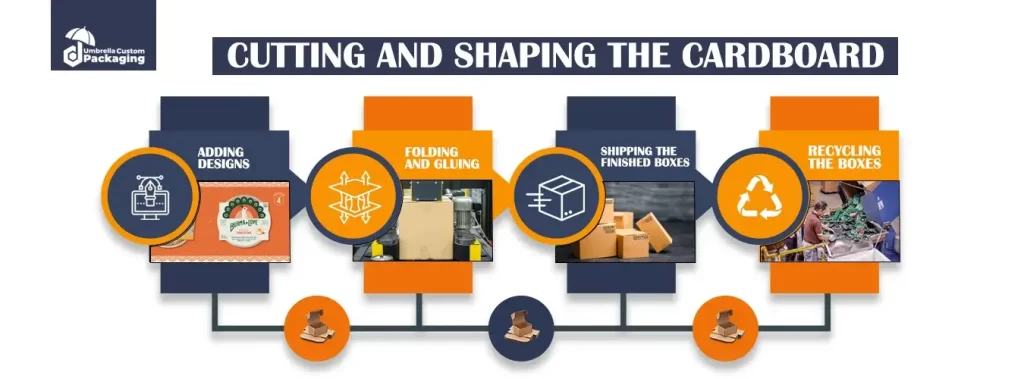 Umbrella Custom
Packaging
CUTTING AND SHAPING THE CARDBOARD
ADDING
DESIGNS
FOLDING
AND GLUING
SHIPPING THE
FINISHED BOXES
RECYCLING
THE BOXES
4